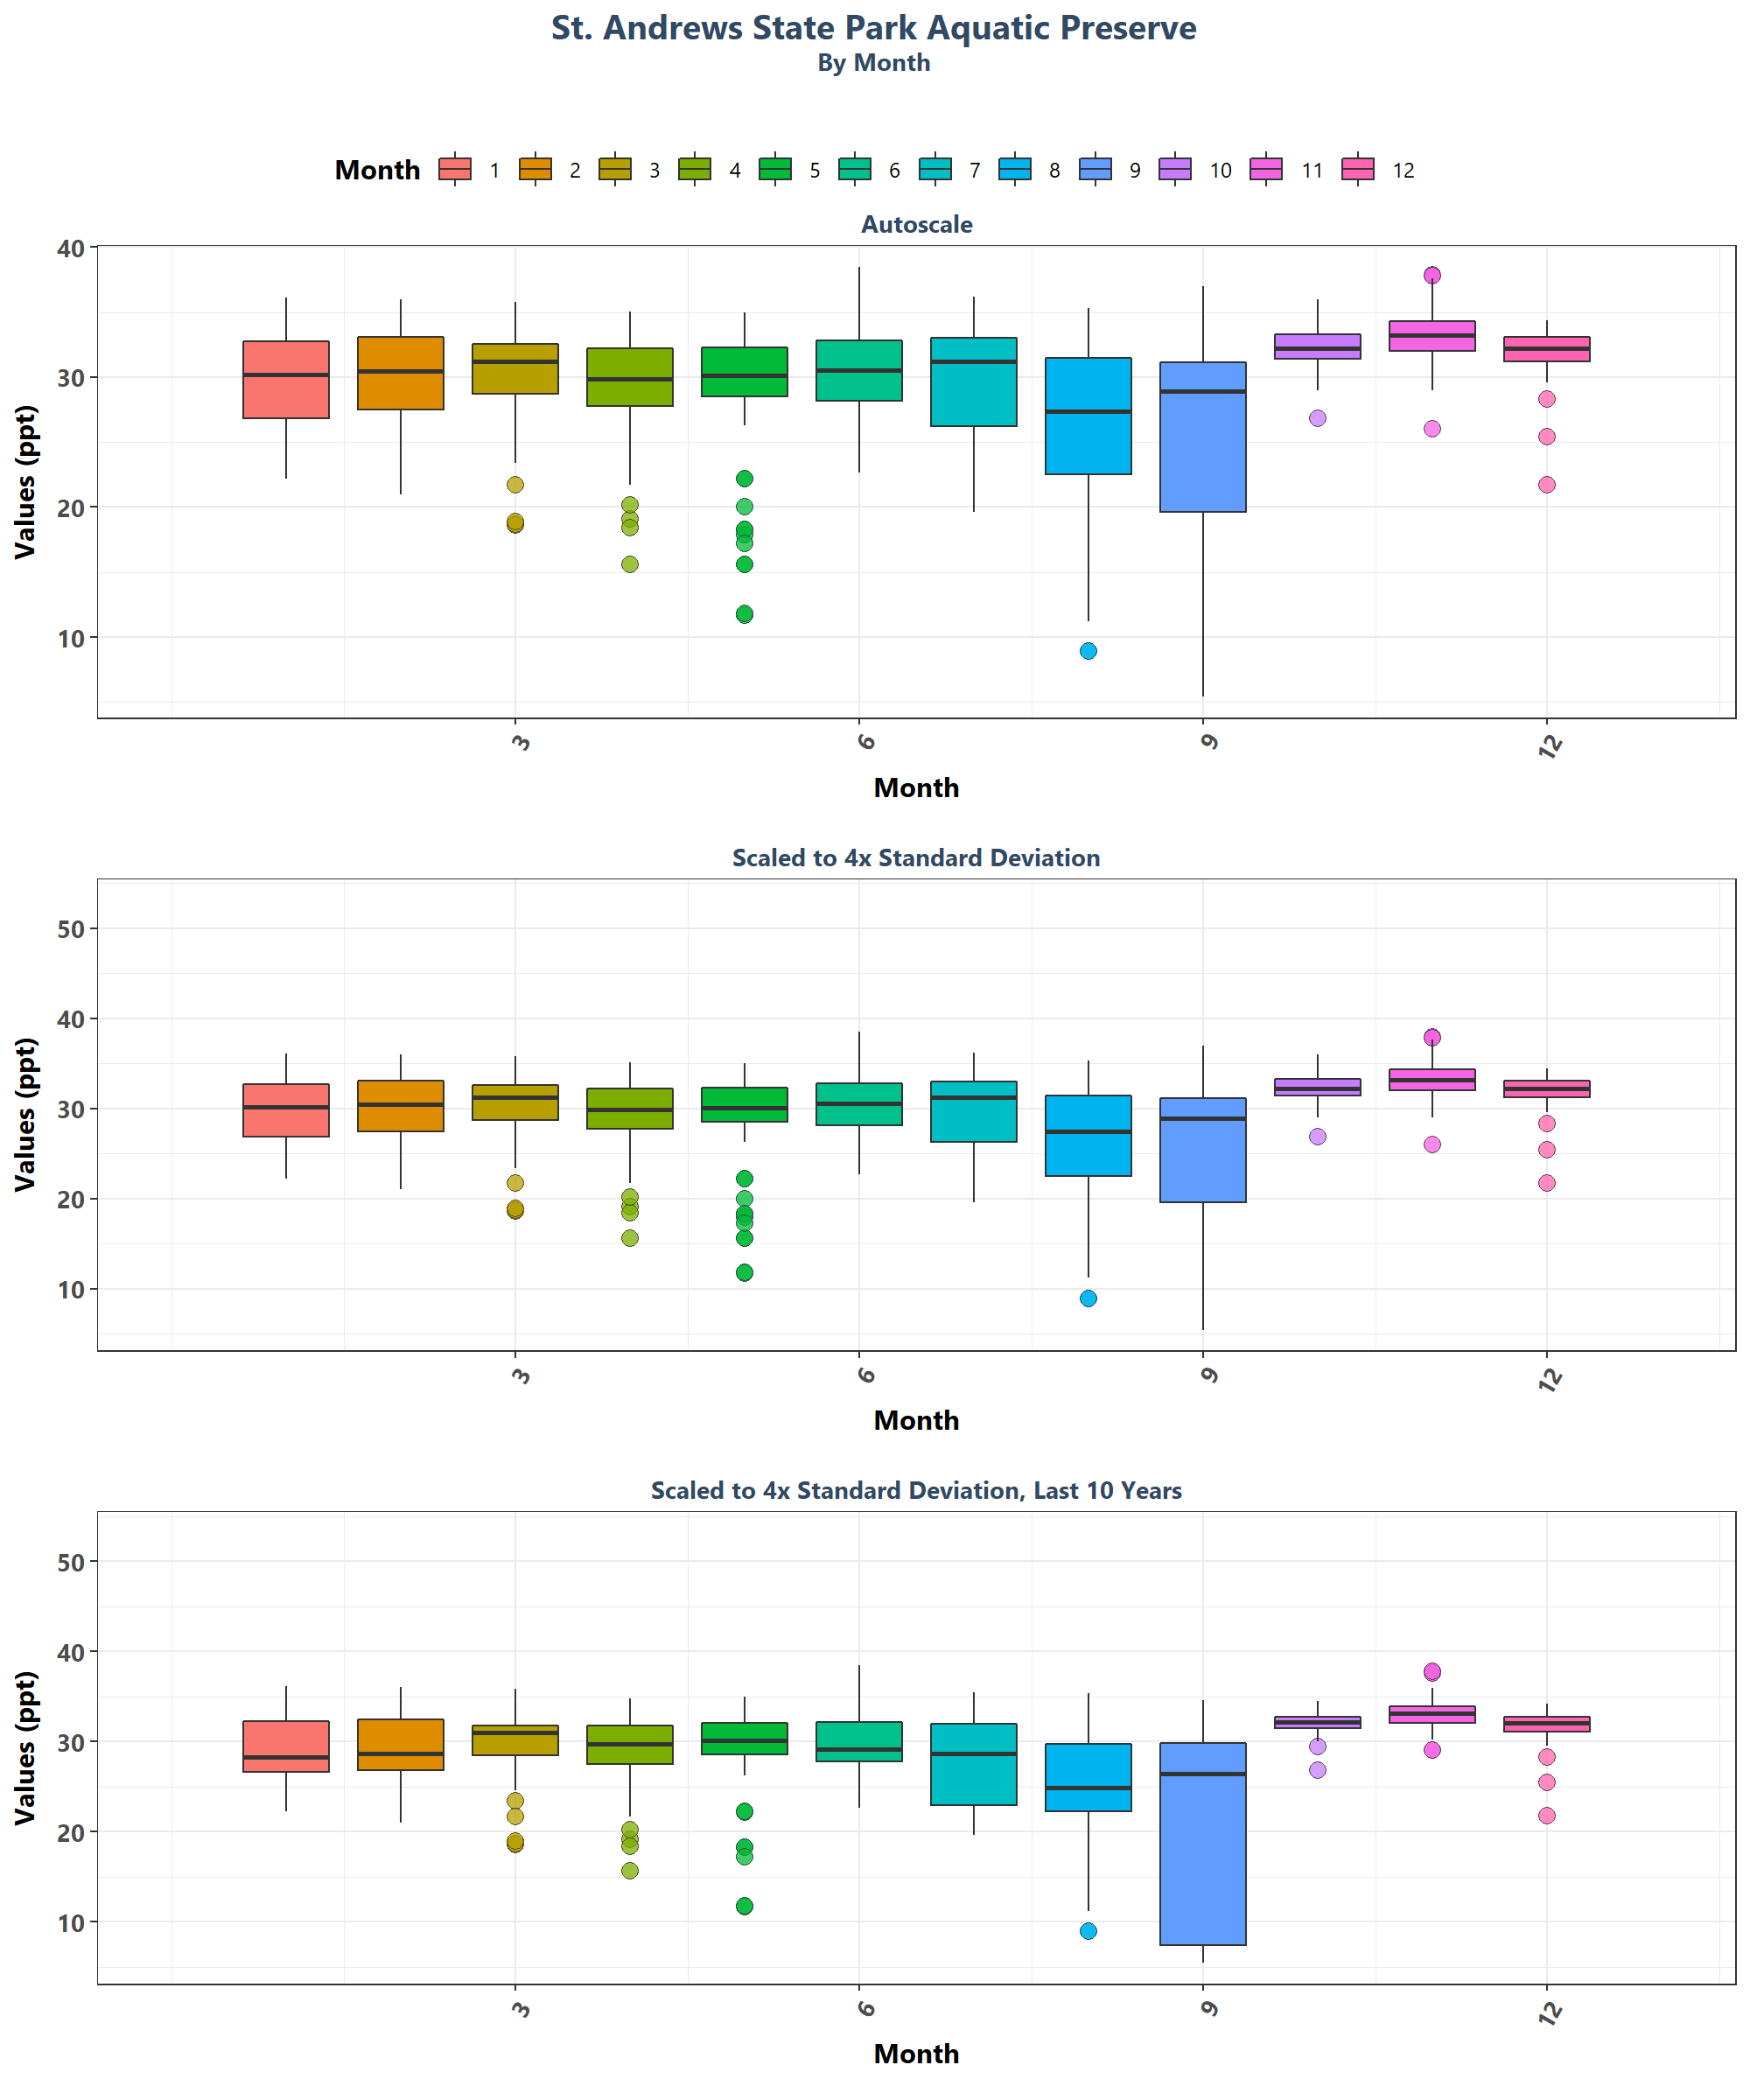 St. Andrews State Park Aquatic Preserve
By Month
Month 1 2 3 4 5 6 7 8 9 10 11 12
Autoscale
Values (ppt)
40
30
20
10
3 6 9 12
Month
Scaled to 4x Standard Deviation
Values (ppt)
50
40
30
20
10
3 6 9 12
Month
Scaled to 4x Standard Deviation, Last 10 Years
Values (ppt)
50
40
30
20
10
3 6 9 12
Month